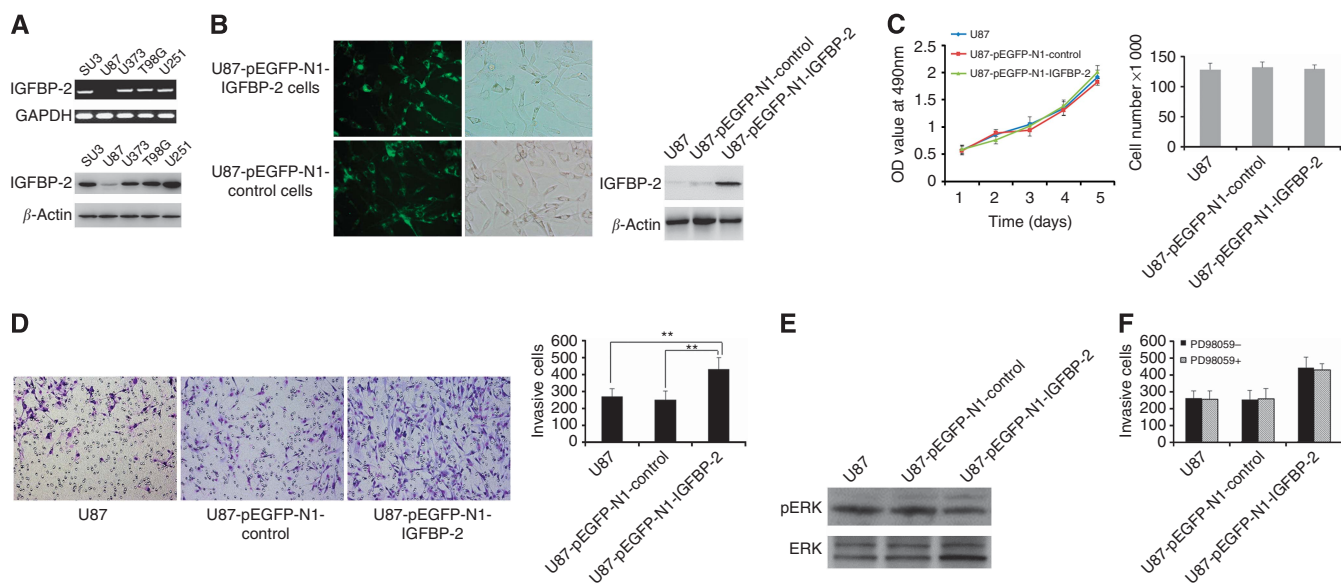 A
SU3 U87 U373 T98G U251
IGFBP-2
GAPDH
SU3 U87 U373 T98G U251
IGFBP-2
β-Actin
B
U87-pEGFP-N1-
IGFBP-2 cells
U87-pEGFP-N1-
control cells
U87 U87-pEGFP-N1-control U87-pEGFP-N1-IGFBP-2
IGFBP-2
β-Actin
C
U87
U87-pEGFP-N1-control
U87-pEGFP-N1-IGFBP-2
OD value at 490nm
2.5
2
1.5
1
0.5
0
1 2 3 4 5
Time (days)
Cell number ×1 000
150
100
50
0
U87
U87-pEGFP-N1-control
U87-pEGFP-N1-IGFBP-2
D
U87
U87-pEGFP-N1-
control
U87-pEGFP-N1-
IGFBP-2
Invasive cells
600
500
400
300
200
100
0
**
**
U87
U87-pEGFP-N1-control
U87-pEGFP-N1-IGFBP-2
E
U87
U87-pEGFP-N1-control
U87-pEGFP-N1-IGFBP-2
pERK
ERK
F
PD98059–
PD98059+
Invasive cells
600
500
400
300
200
100
0
U87
U87-pEGFP-N1-control
U87-pEGFP-N1-IGFBP-2